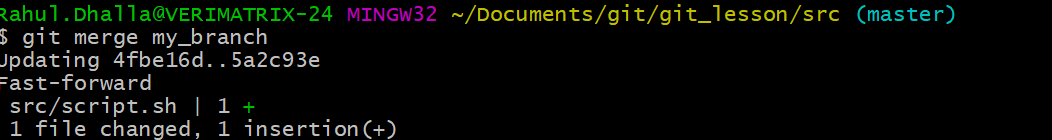 Rahul.Dhalla@VERIMATRIX-24 MINGW32 ~/Documents/git/git_lesson/src (master)
$ git merge my_branch
Updating 4fbe16d..5a2c93e
Fast-forward
 src/script.sh | 1 +
 1 file changed, 1 insertion(+)